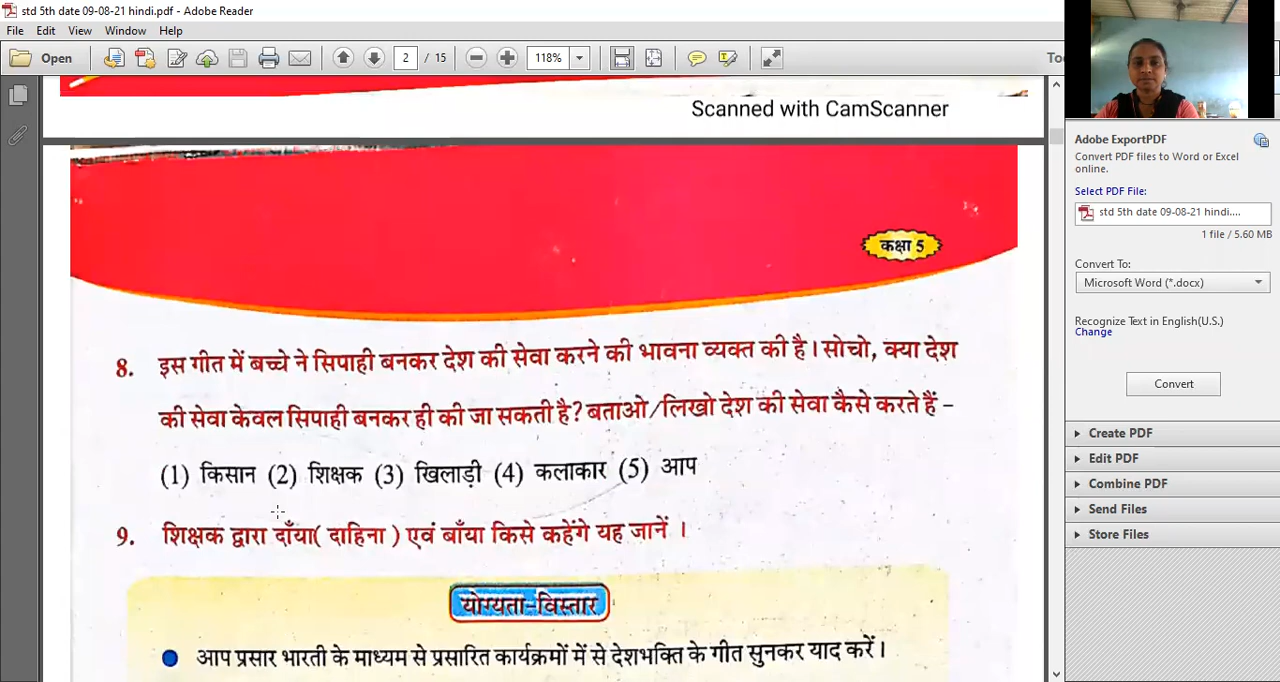 std 5th date 09-08-21 hindi.pdf - Adobe Reader
File Edit View Window Help
Open 2 / 15 118% To
Scanned with CamScanner
कक्षा 5
8. इस गीत में बच्चे ने सिपाही बनकर देश की सेवा करने की भावना व्यक्त की है। सोचो, क्या देश
की सेवा केवल सिपाही बनकर ही की जा सकती है? बताओ/लिखो देश की सेवा कैसे करते हैं -
(1) किसान (2) शिक्षक (3) खिलाड़ी (4) कलाकार (5) आप
9. शिक्षक द्वारा दाँया( दाहिना ) एवं बाँया किसे कहेंगे यह जानें ।
योग्यता-विस्तार
आप प्रसार भारती के माध्यम से प्रसारित कार्यक्रमों में से देशभक्ति के गीत सुनकर याद करें।
Adobe ExportPDF
Convert PDF files to Word or Excel
online.
Select PDF File:
std 5th date 09-08-21 hindi....
1 file / 5.60 MB
Convert To:
Microsoft Word (*.docx)
Recognize Text in English(U.S.)
Change
Convert
Create PDF
Edit PDF
Combine PDF
Send Files
Store Files